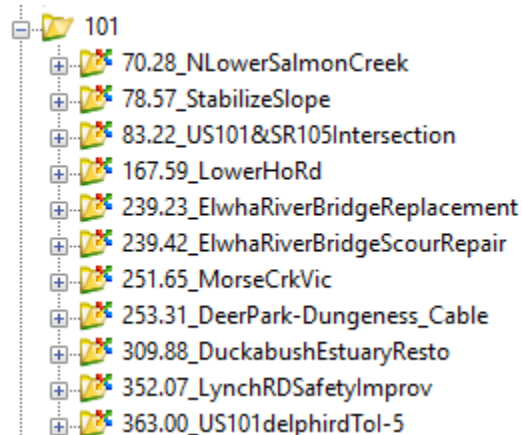 101
70.28_NLowerSalmonCreek
78.57_StabilizeSlope
83.22_US101&SR105Intersection
167.59_LowerHoRd
239.23_ElwhaRiverBridgeReplacement
239.42_ElwhaRiverBridgeScourRepair
251.65_MorseCrkVic
253.31_DeerPark-Dungeness_Cable
309.88_DuckabushEstuaryResto
352.07_LynchRDSafetyImprov
363.00_US101delphirdTol-5